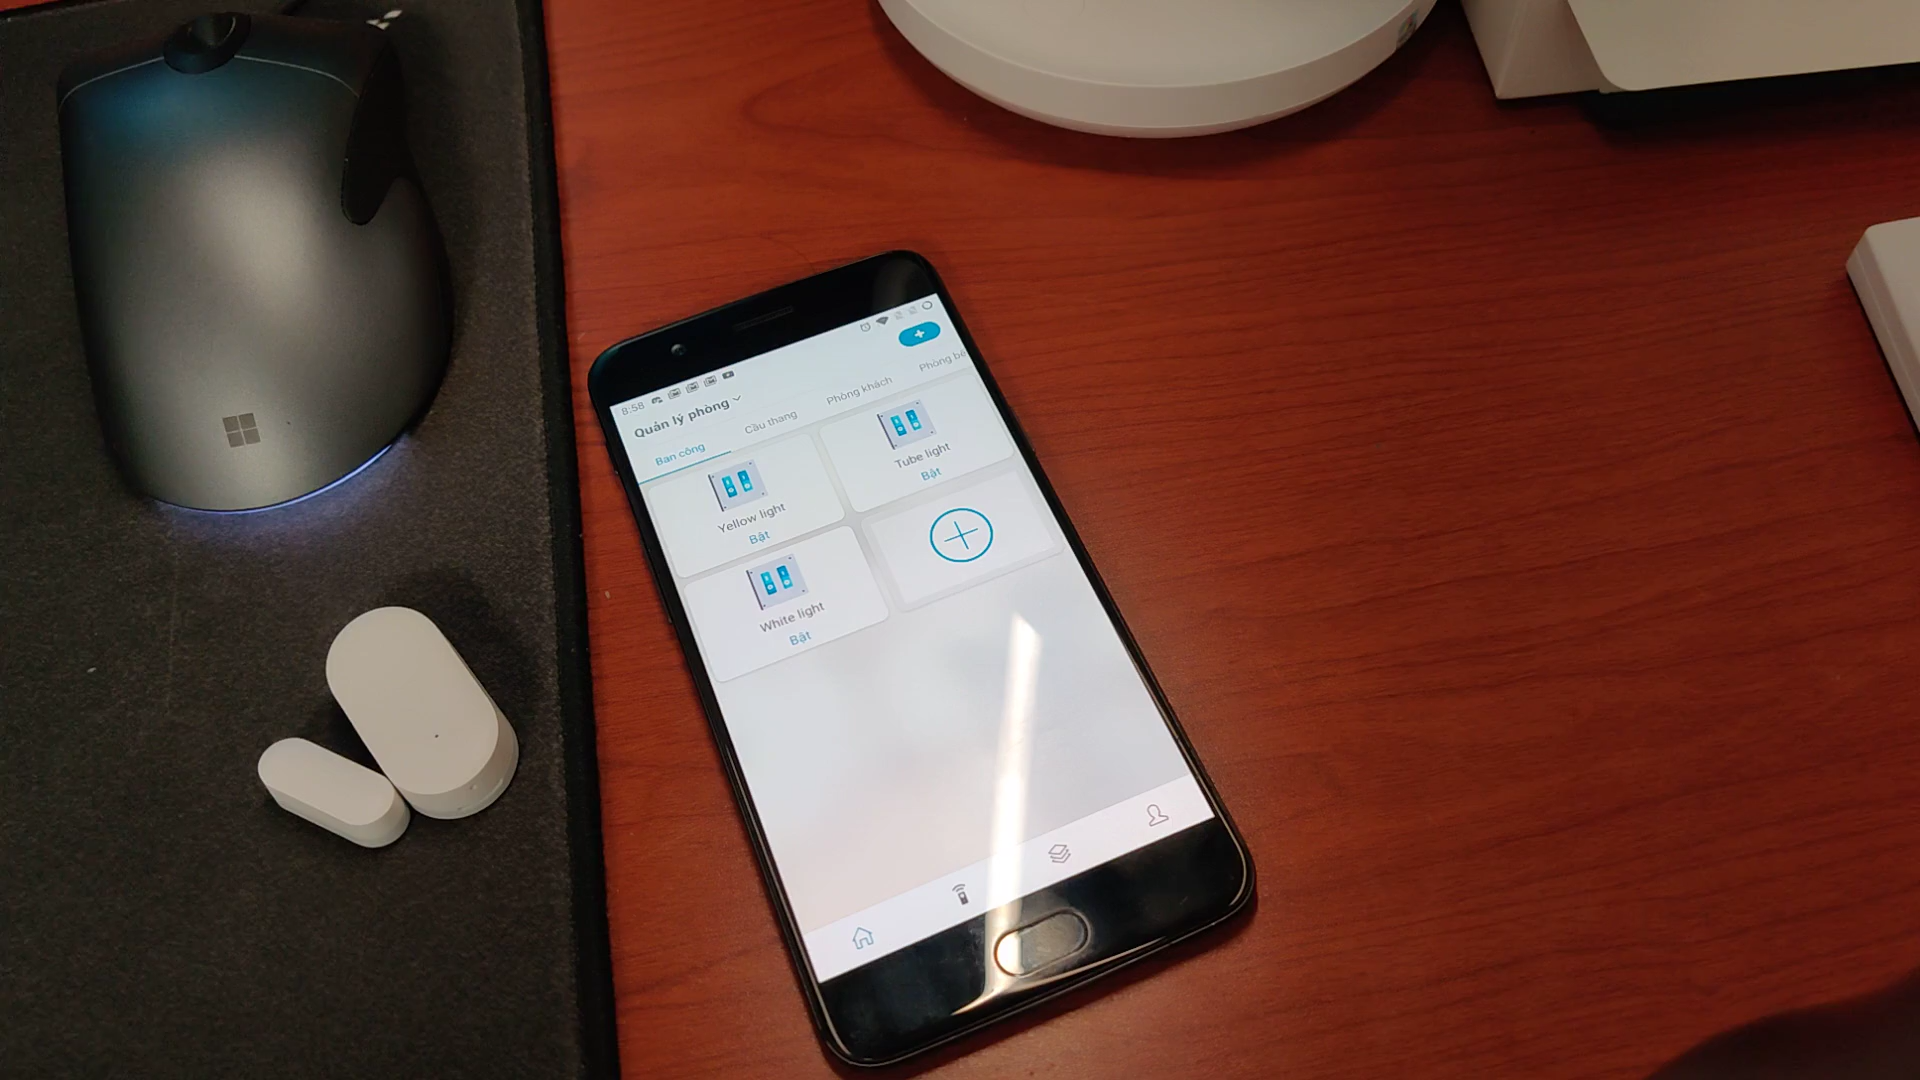 8:58
Quản lý phòng
Ban công
Cầu thang
Phòng khách
Phòng bế
Yellow light
Bật
Tube light
Bật
White light
Bật